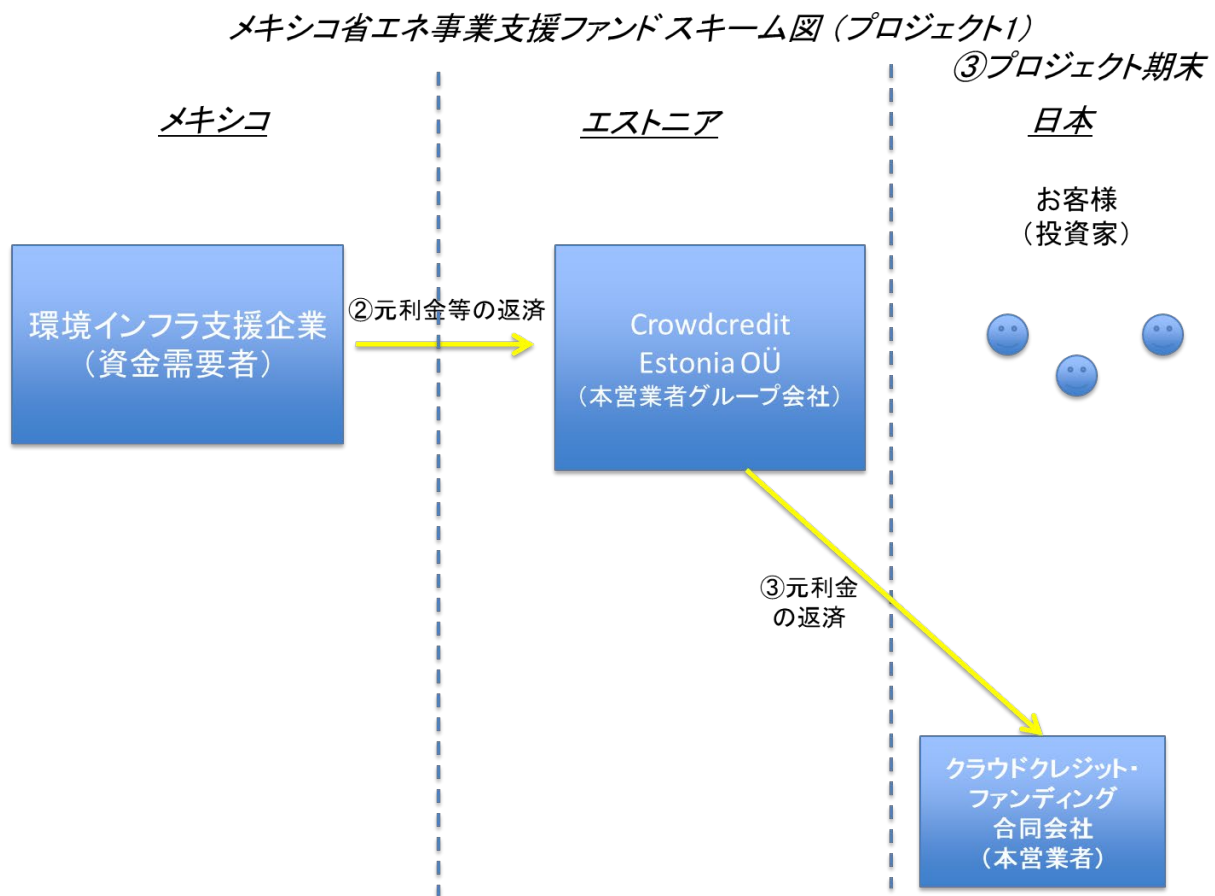 メキシコ省エネ事業支援ファンド スキーム図 (プロジェクト1)
③プロジェクト期末
メキシコ
エストニア
日本
お客様
(投資家)
環境インフラ支援企業
(資金需要者)
②元利金等の返済
Crowdcredit
Estonia OÜ
(本営業者グループ会社)
③元利金
の返済
クラウドクレジット・
ファンディング
合同会社
(本営業者)